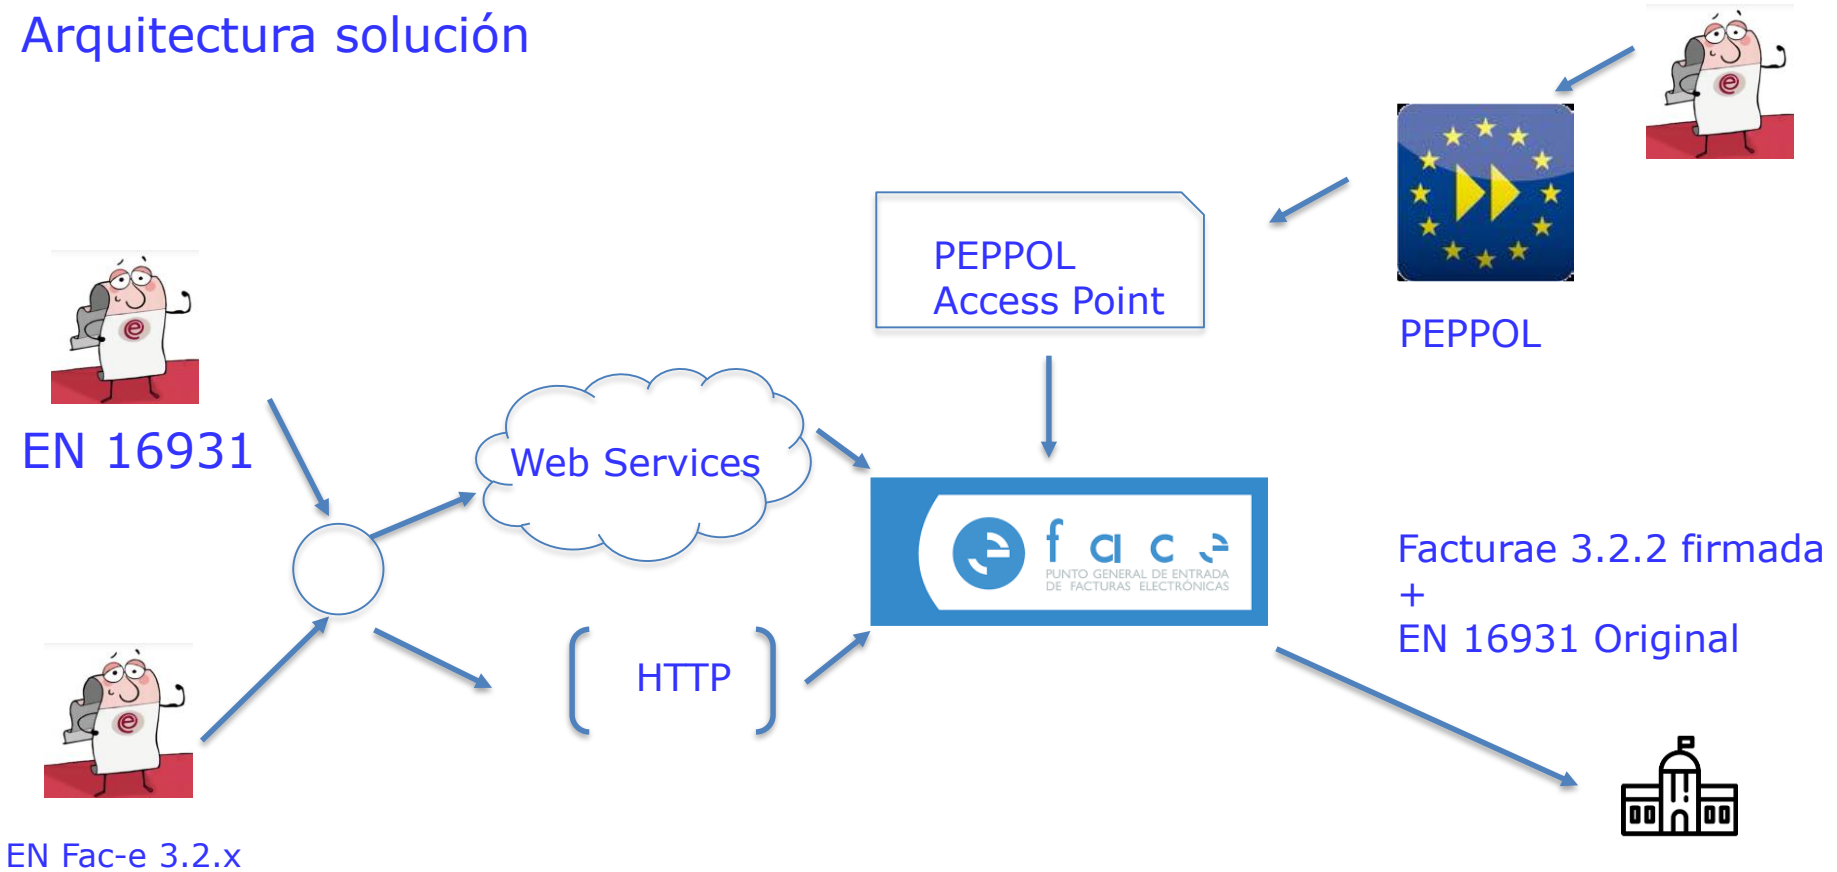 Arquitectura solución
PEPPOL
Access Point
PEPPOL
EN 16931
Web Services
face
PUNTO GENERAL DE ENTRADA
DE FACTURAS ELECTRÓNICAS
Facturae 3.2.2 firmada
+
EN 16931 Original
HTTP
EN Fac-e 3.2.x